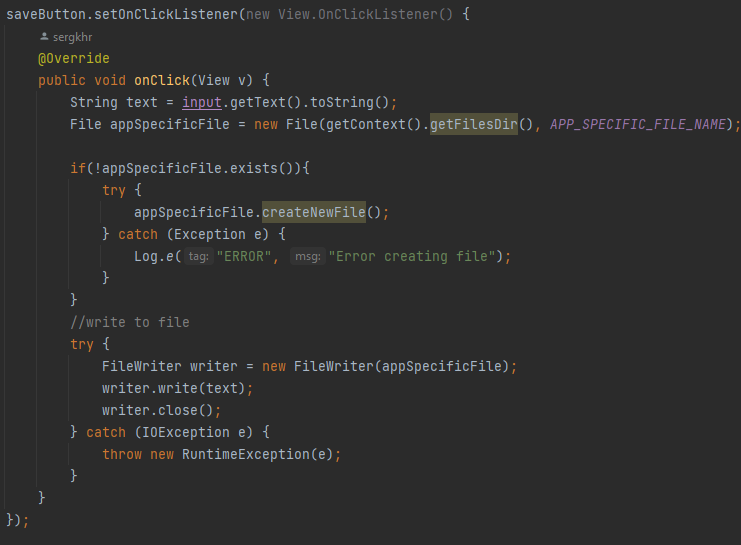 saveButton.setOnClickListener(new View.OnClickListener() {
sergkhr
@Override
public void onClick(View v) {
String text = input.getText().toString();
File appSpecificFile = new File(getContext().getFilesDir(), APP_SPECIFIC_FILE_NAME);
if(!appSpecificFile.exists()){
try {
appSpecificFile.createNewFile();
} catch (Exception e) {
Log.e( tag: "ERROR", msg: "Error creating file");
}
}
//write to file
try {
FileWriter writer = new FileWriter(appSpecificFile);
writer.write(text);
writer.close();
} catch (IOException e) {
throw new RuntimeException(e);
}
}
});